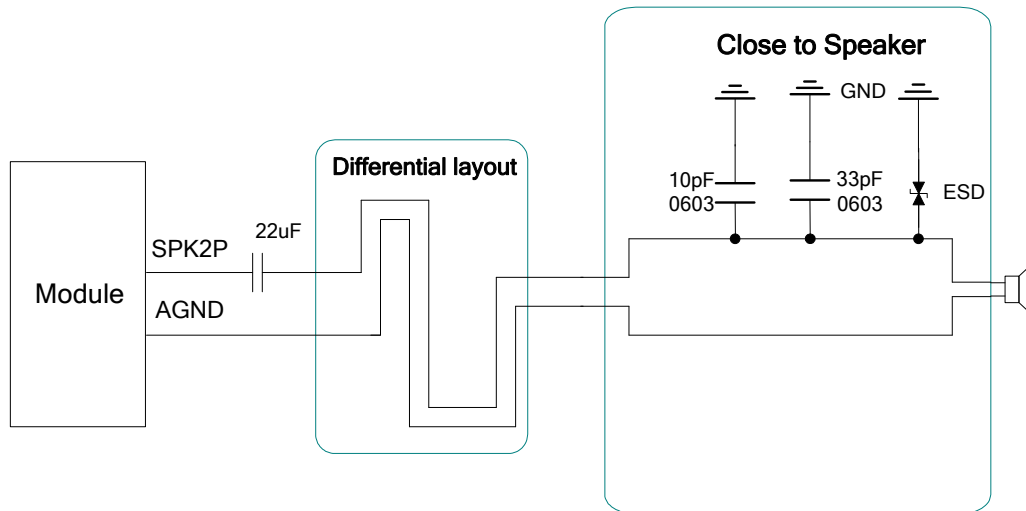 Close to Speaker
GND
Differential layout
10pF
0603
33pF
0603
ESD
SPK2P
22uF
Module
AGND